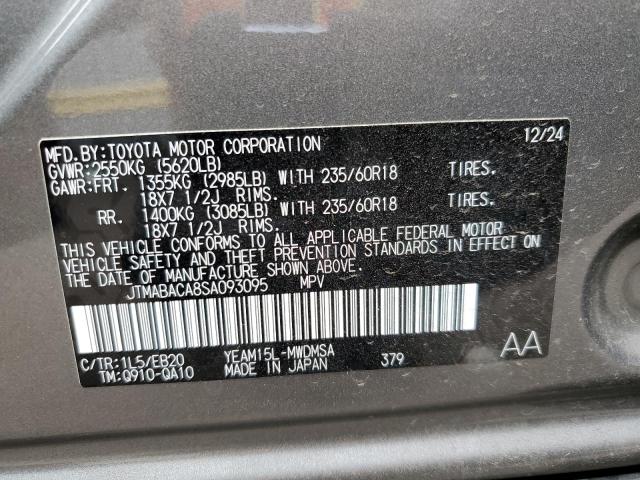 MFD.BY:TOYOTA MOTOR CORPORATION 12/24
GVWR:2550KG (5620LB)
GAWR:FRT. 1355KG (2985LB) WITH 235/60R18 TIRES.
18X7 1/2J RIMS.
RR. 1400KG (3085LB) WITH 235/60R18 TIRES.
18X7 1/2J RIMS.
THIS VEHICLE CONFORMS TO ALL APPLICABLE FEDERAL MOTOR
VEHICLE SAFETY AND THEFT PREVENTION STANDARDS IN EFFECT ON
THE DATE OF MANUFACTURE SHOWN ABOVE.
JTMABACA8SA093095 MPV
C/TR:1L5/EB20 YEAM15L-MWDMSA
TM:Q910-QA10 MADE IN JAPAN 379
AA